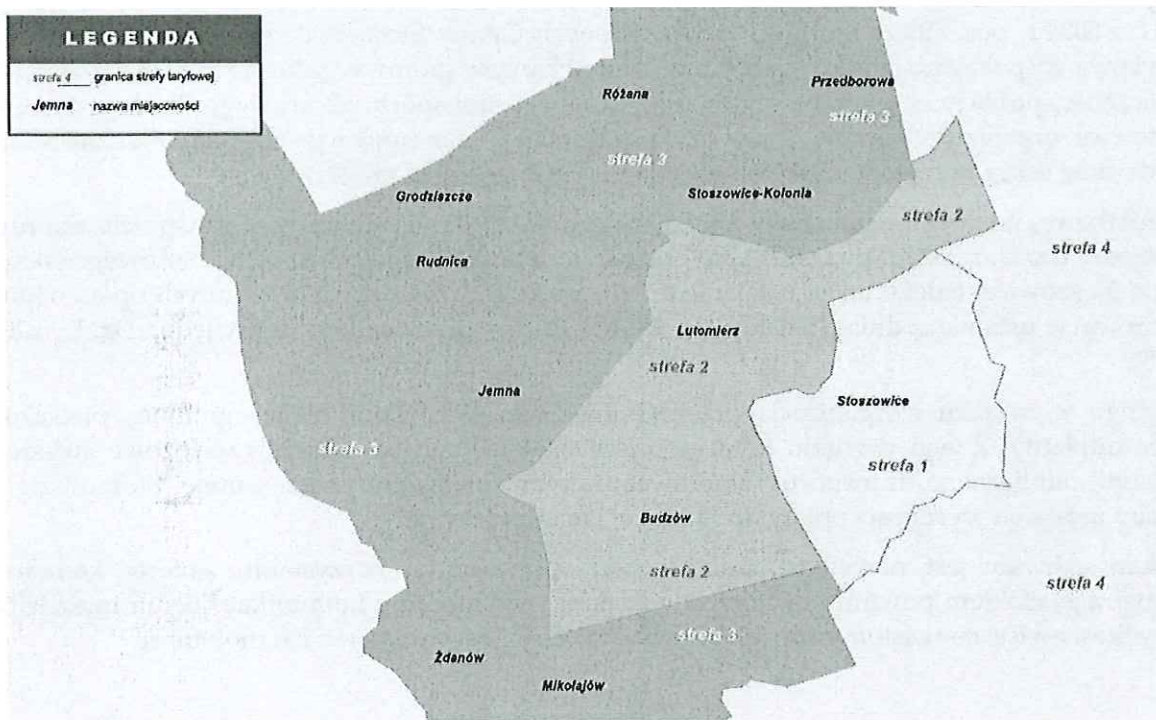 LEGENDA
strefa 4 granica strefy taryfowej
Jemna nazwa miejscowości
Różana
Przedborowa
strefa 3
strefa 3
Grodziszcze
Stoszowice-Kolonia
strefa 2
strefa 4
Rudnica
Lutomierz
strefa 2
Jemna
Stoszowice
strefa 3
strefa 1
Budzów
strefa 2
strefa 4
strefa 3
Żdanów
Mikołajów